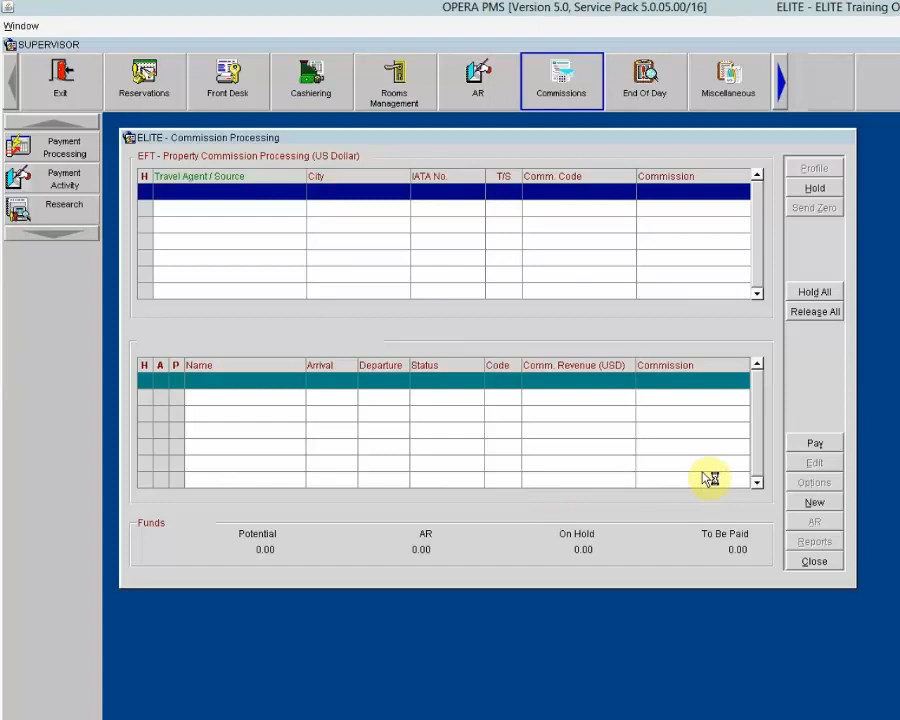 OPERA PMS [Version 5.0, Service Pack 5.0.05.00/16]
ELITE - ELITE Training O
Window
SUPERVISOR
Exit
Reservations
Front Desk
Cashiering
Rooms
Management
AR
Commissions
End Of Day
Miscellaneous
Payment
Processing
Payment
Activity
Research
ELITE - Commission Processing
EFT - Property Commission Processing (US Dollar)
H Travel Agent / Source City IATA No. T/S Comm. Code Commission
Profile
Hold
Send Zero
Hold All
Release All
H A P Name Arrival Departure Status Code Comm. Revenue (USD) Commission
Pay
Edit
Options
New
AR
Reports
Close
Funds
Potential AR On Hold To Be Paid
0.00 0.00 0.00 0.00